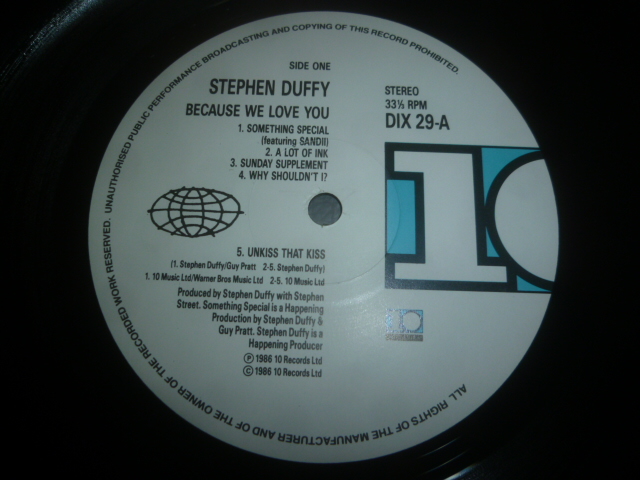 UNAUTHORISED PUBLIC PERFORMANCE BROADCASTING AND COPYING OF THIS RECORD PROHIBITED.
SIDE ONE
STEPHEN DUFFY
BECAUSE WE LOVE YOU
1. SOMETHING SPECIAL
(featuring SANDII)
2. A LOT OF INK
3. SUNDAY SUPPLEMENT
4. WHY SHOULDN'T I?
STEREO
33⅓ RPM
DIX 29-A
10
5. UNKISS THAT KISS
(1. Stephen Duffy/Guy Pratt 2-5. Stephen Duffy)
1. 10 Music Ltd/Warner Bros Music Ltd 2-5. 10 Music Ltd
Produced by Stephen Duffy with Stephen
Street. Something Special is a Happening
Production by Stephen Duffy &
Guy Pratt. Stephen Duffy is a
Happening Producer
Ⓟ 1986 10 Records Ltd
© 1986 10 Records Ltd
10
ALL RIGHTS OF THE MANUFACTURER AND OF THE OWNER OF THE RECORDED WORK RESERVED.